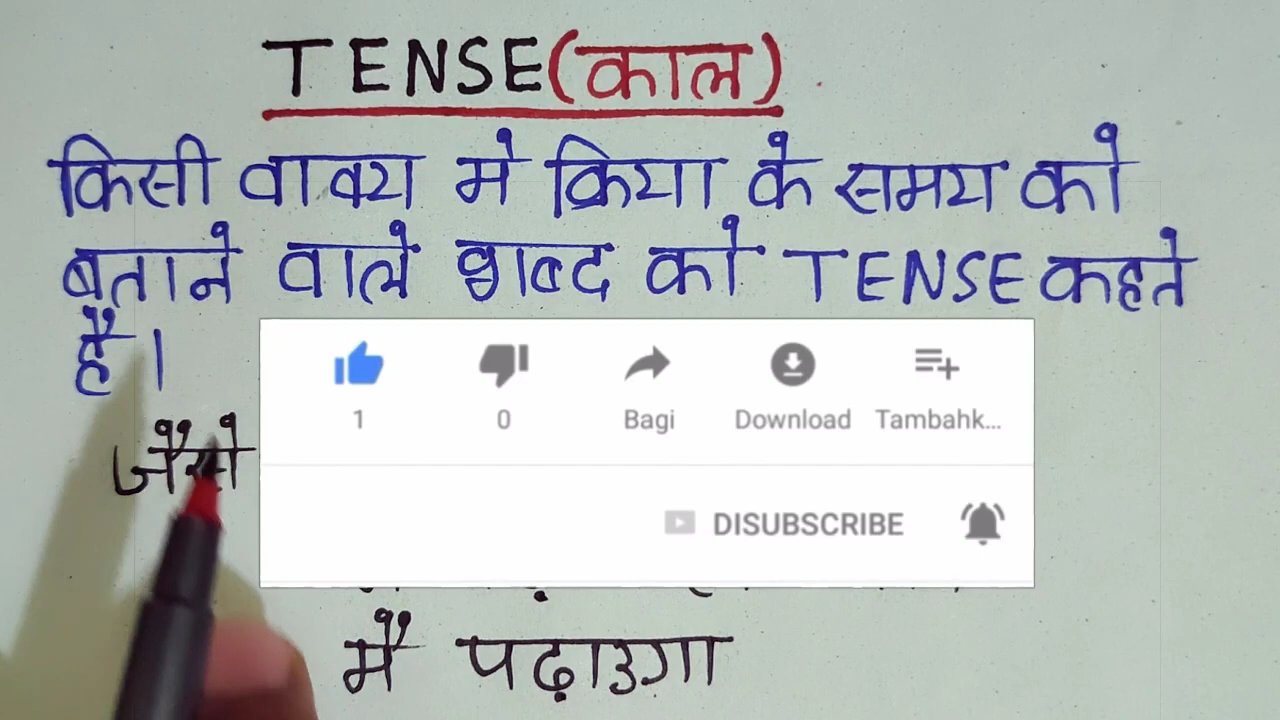 TENSE(काल)
किसी वाक्य मे क्रिया के समय को
बताने वाले शब्द को TENSE कहते
है।
जैसे
1 0 Bagi Download Tambahk...
DISUBSCRIBE
मैं पढ़ाउगा